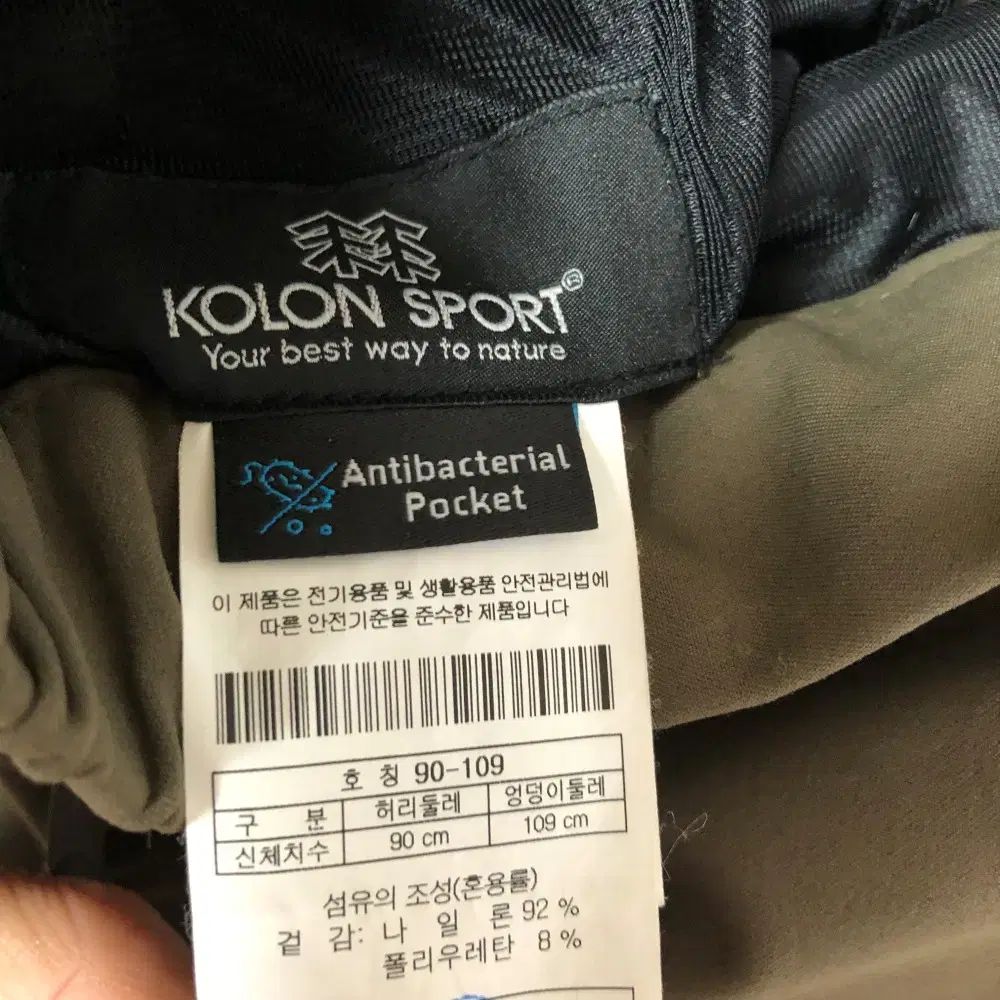 KOLON SPORT®
Your best way to nature
Antibacterial
Pocket
이 제품은 전기용품 및 생활용품 안전관리법에
따른 안전기준을 준수한 제품입니다
호 칭 90-109
구 분 허리둘레 엉덩이둘레
신체치수 90 cm 109 cm
섬유의 조성(혼용률)
겉 감: 나 일 론 92 %
폴리우레탄 8 %